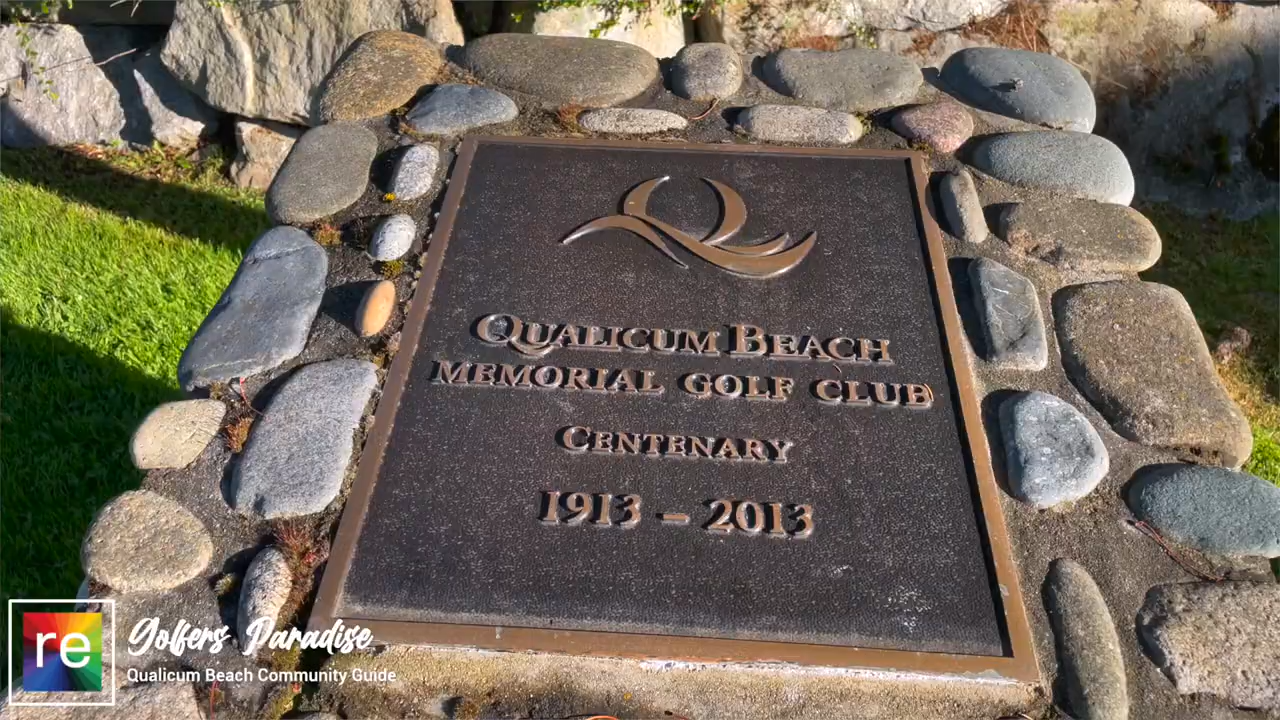 QUALICUM BEACH
MEMORIAL GOLF CLUB
CENTENARY
1913 – 2013
re
Golfers Paradise
Qualicum Beach Community Guide